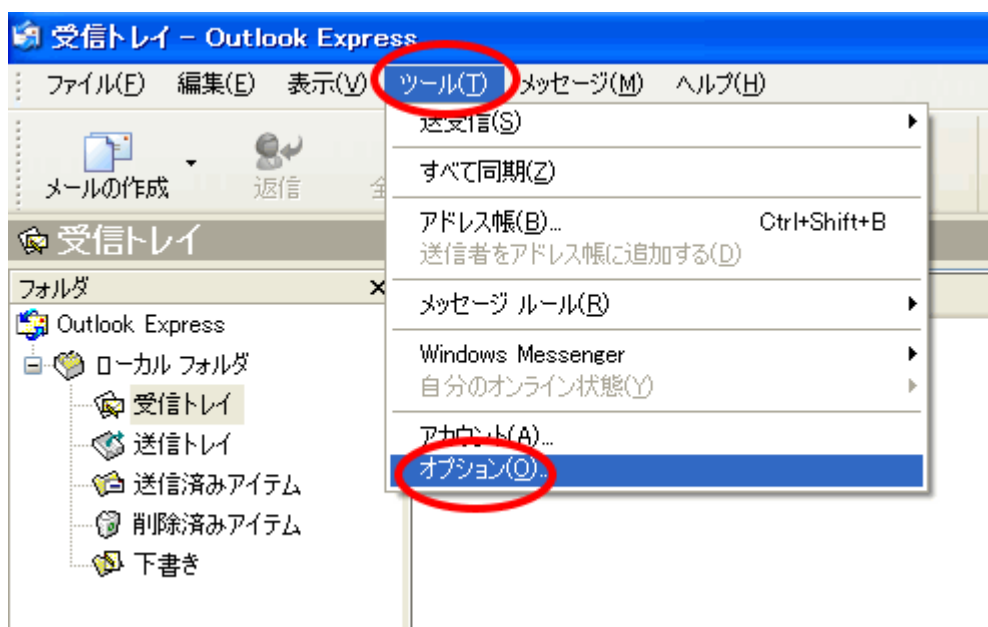 受信トレイ - Outlook Express
ファイル(F) 編集(E) 表示(V) ツール(T) メッセージ(M) ヘルプ(H)
送受信(S)
すべて同期(Z)
アドレス帳(B)... Ctrl+Shift+B
送信者をアドレス帳に追加する(D)
メッセージ ルール(R)
Windows Messenger
自分のオンライン状態(Y)
アカウント(A)...
オプション(O)...
メールの作成 返信 全
受信トレイ
フォルダ
Outlook Express
ローカル フォルダ
受信トレイ
送信トレイ
送信済みアイテム
削除済みアイテム
下書き